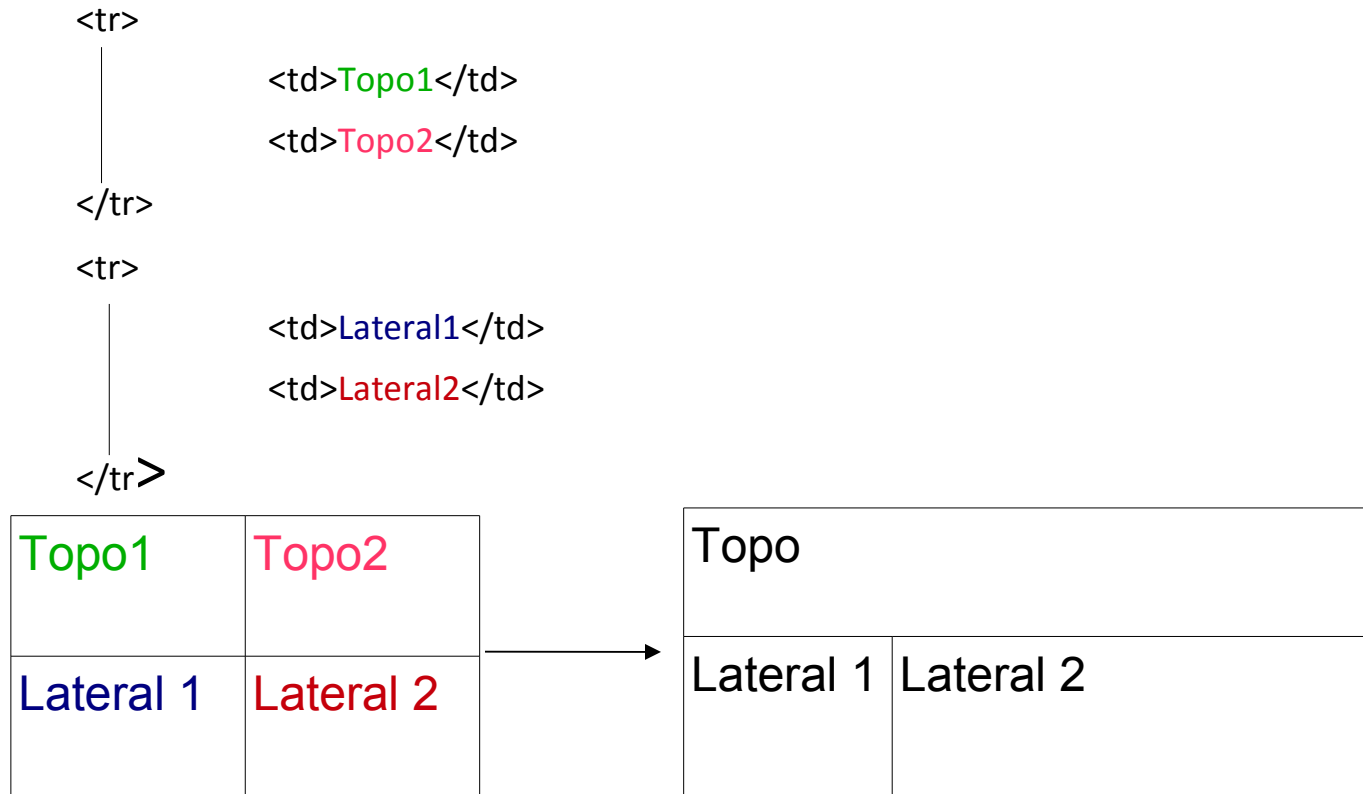 <tr>
<td>Topo1</td>
<td>Topo2</td>
</tr>
<tr>
<td>Lateral1</td>
<td>Lateral2</td>
</tr>
Topo1 Topo2
Lateral 1 Lateral 2
Topo
Lateral 1 Lateral 2